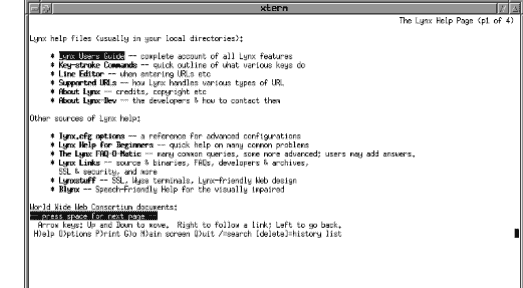 xterm
The Lynx Help Page (p1 of 4)
Lynx help files (usually in your local directories):
* Lynx Users Guide -- complete account of all Lynx features
* Key-stroke Commands -- quick outline of what various keys do
* Line Editor -- when entering URLs etc
* Supported URLs -- how Lynx handles various types of URL
* About Lynx -- credits, copyright etc
* About Lynx-Dev -- the developers & how to contact them
Other sources of Lynx help:
* lynx.cfg options -- a reference for advanced configurations
* Lynx Help for Beginners -- quick help on many common problems
* The Lynx FAQ-O-Matic -- many common queries, some more advanced; users may add answers.
* Lynx Links -- source & binaries, FAQs, developers & archives,
SSL & security, and more
* Lynxstuff -- SSL, Wyse terminals, Lynx-friendly Web design
* Blynx -- Speech-Friendly Help for the visually impaired
World Wide Web Consortium documents:
-- press space for next page --
Arrow keys: Up and Down to move. Right to follow a link; Left to go back.
H)elp O)ptions P)rint G)o M)ain screen Q)uit /=search [delete]=history list